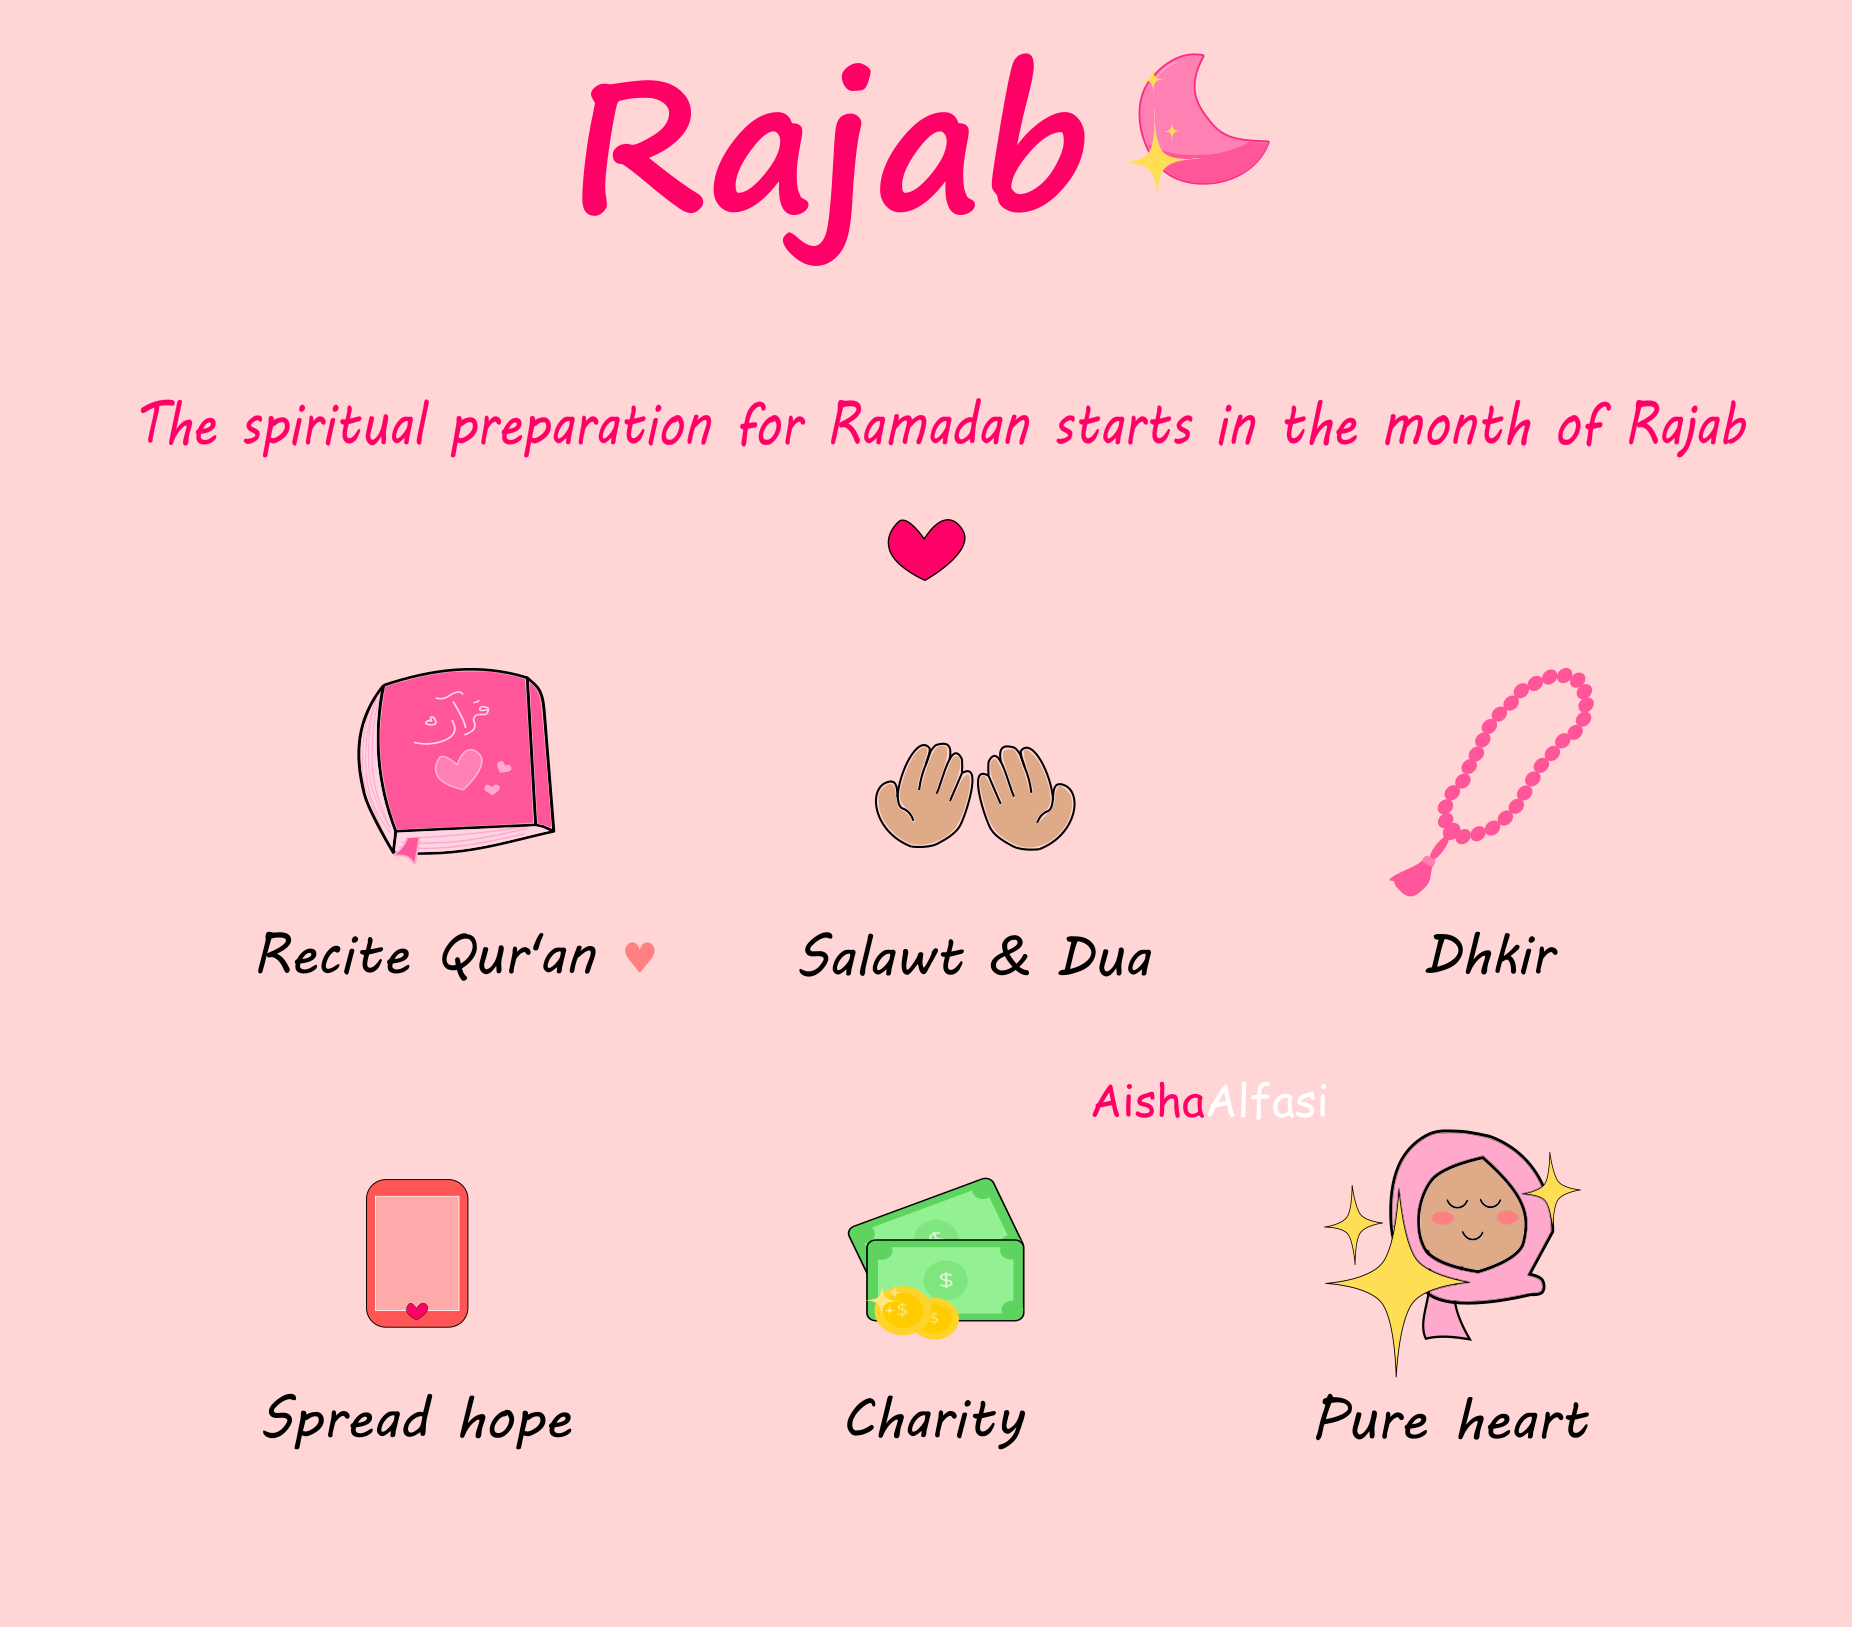 Rajab
The spiritual preparation for Ramadan starts in the month of Rajab
قرآن
Recite Qur'an ♥
Salawt & Dua
Dhkir
AishaAlfasi
$
$
$
$
Spread hope
Charity
Pure heart